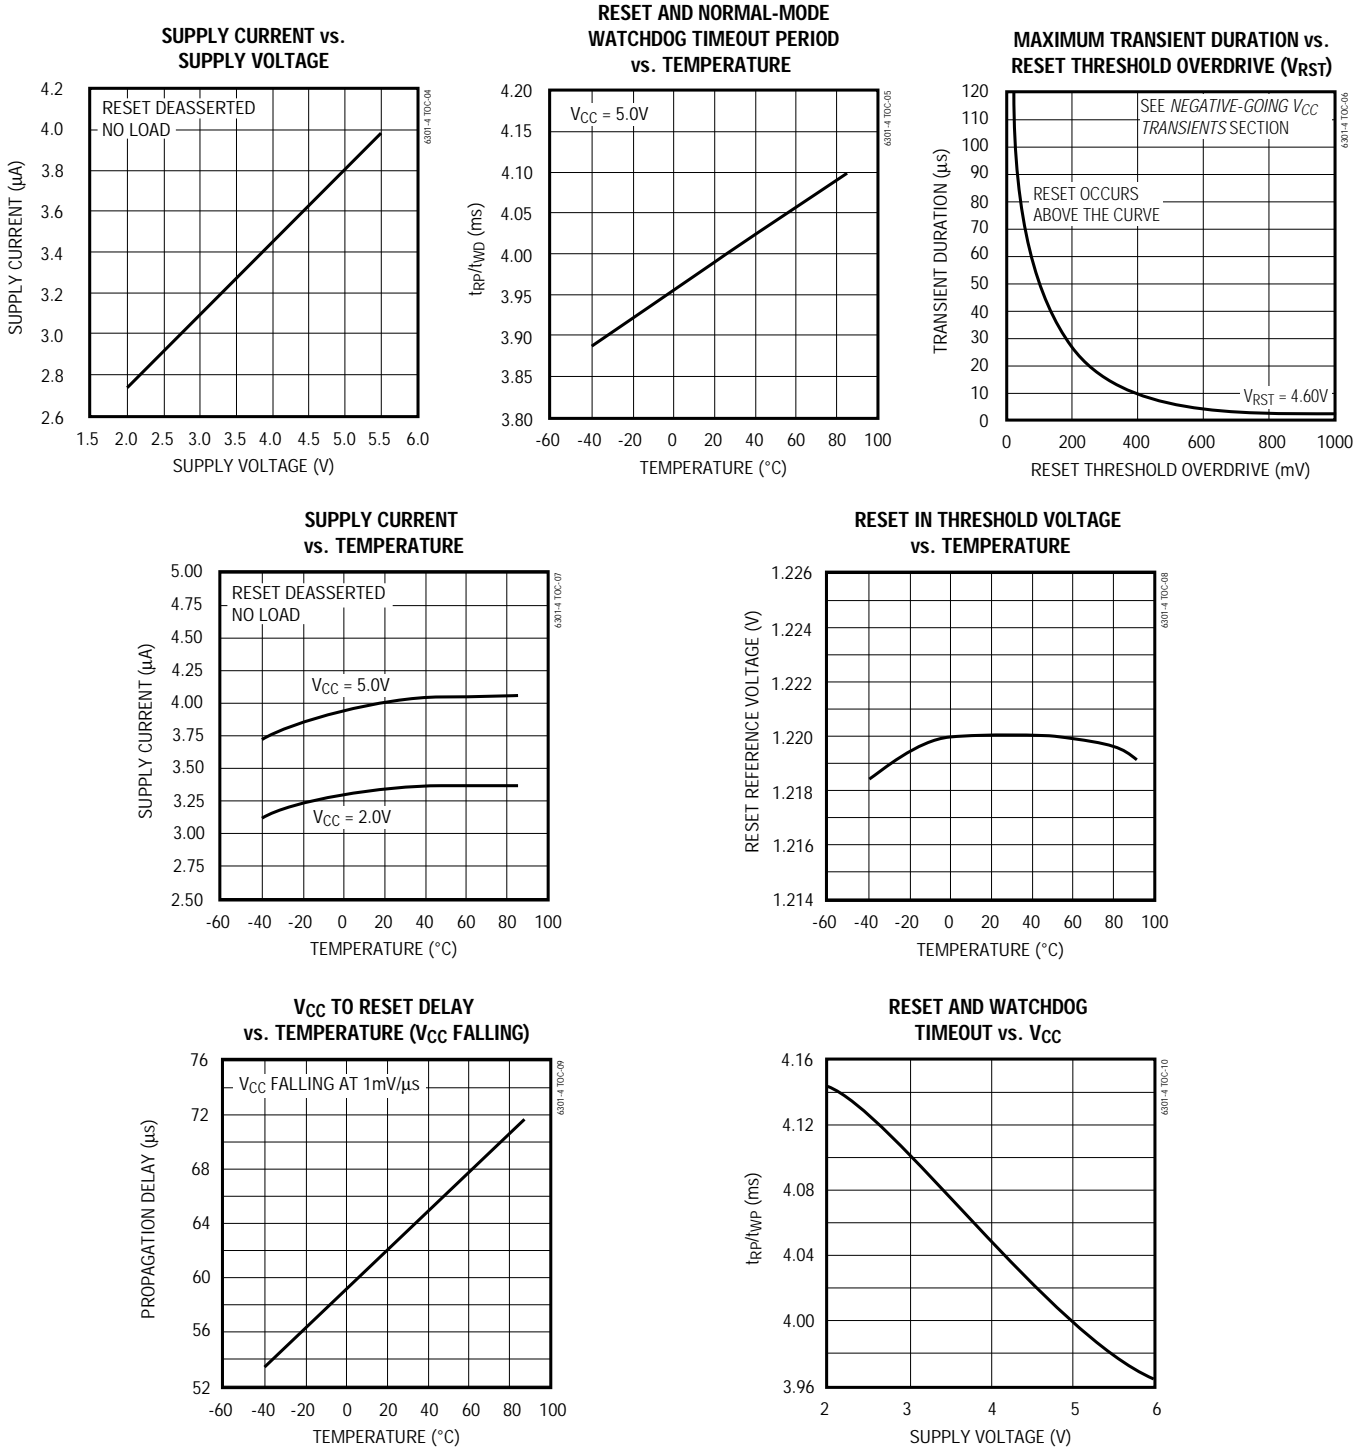 SUPPLY CURRENT vs.
SUPPLY VOLTAGE
4.2
4.0
3.8
3.6
3.4
3.2
3.0
2.8
2.6
SUPPLY CURRENT (μA)
RESET DEASSERTED
NO LOAD
6301-4 TOC-04
1.5 2.0 2.5 3.0 3.5 4.0 4.5 5.0 5.5 6.0
SUPPLY VOLTAGE (V)
RESET AND NORMAL-MODE
WATCHDOG TIMEOUT PERIOD
vs. TEMPERATURE
4.20
4.15
4.10
4.05
4.00
3.95
3.90
3.85
3.80
tRP/tWD (ms)
VCC = 5.0V
6301-4 TOC-05
-60 -40 -20 0 20 40 60 80 100
TEMPERATURE (°C)
MAXIMUM TRANSIENT DURATION vs.
RESET THRESHOLD OVERDRIVE (VRST)
120
110
100
90
80
70
60
50
40
30
20
10
0
TRANSIENT DURATION (μs)
SEE NEGATIVE-GOING VCC
TRANSIENTS SECTION
RESET OCCURS
ABOVE THE CURVE
VRST = 4.60V
6301-4 TOC-06
0 200 400 600 800 1000
RESET THRESHOLD OVERDRIVE (mV)
SUPPLY CURRENT
vs. TEMPERATURE
5.00
4.75
4.50
4.25
4.00
3.75
3.50
3.25
3.00
2.75
2.50
SUPPLY CURRENT (μA)
RESET DEASSERTED
NO LOAD
VCC = 5.0V
VCC = 2.0V
6301-4 TOC-07
-60 -40 -20 0 20 40 60 80 100
TEMPERATURE (°C)
RESET IN THRESHOLD VOLTAGE
vs. TEMPERATURE
1.226
1.224
1.222
1.220
1.218
1.216
1.214
RESET REFERENCE VOLTAGE (V)
6301-4 TOC-08
-60 -40 -20 0 20 40 60 80 100
TEMPERATURE (°C)
VCC TO RESET DELAY
vs. TEMPERATURE (VCC FALLING)
76
72
68
64
60
56
52
PROPAGATION DELAY (μs)
VCC FALLING AT 1mV/μs
6301-4 TOC-09
-60 -40 -20 0 20 40 60 80 100
TEMPERATURE (°C)
RESET AND WATCHDOG
TIMEOUT vs. VCC
4.16
4.12
4.08
4.04
4.00
3.96
tRP/tWP (ms)
6301-4 TOC-10
2 3 4 5 6
SUPPLY VOLTAGE (V)